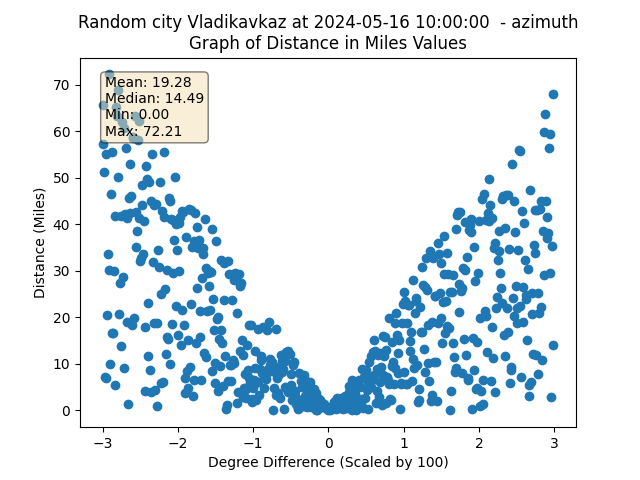 Random city Vladikavkaz at 2024-05-16 10:00:00 - azimuth
Graph of Distance in Miles Values
Mean: 19.28
Median: 14.49
Min: 0.00
Max: 72.21
70
60
50
40
30
20
10
0
Distance (Miles)
−3
−2
−1
0
1
2
3
Degree Difference (Scaled by 100)